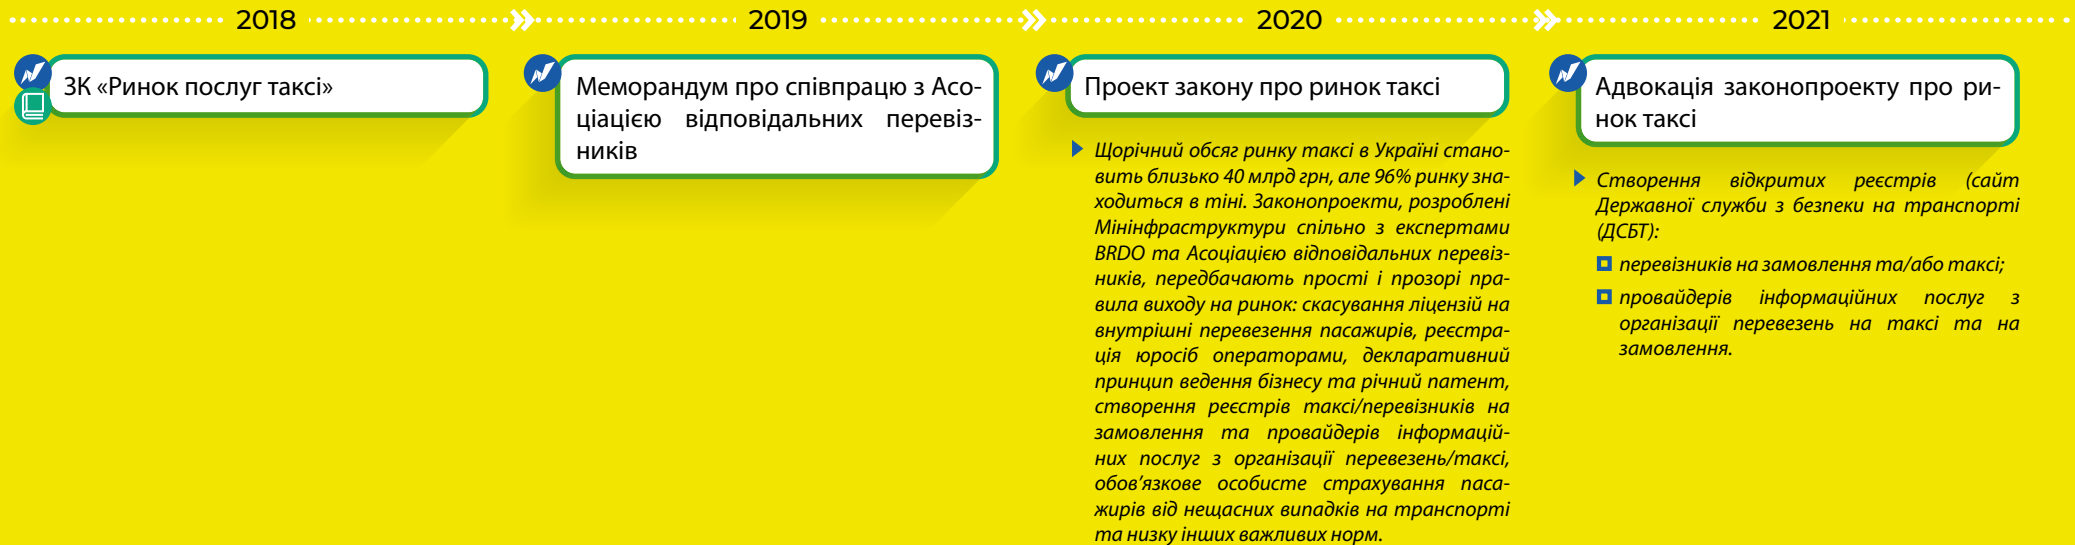 2018
2019
2020
2021
ЗК «Ринок послуг таксі»
Меморандум про співпрацю з Асо-
ціацією відповідальних перевіз-
ників
Проект закону про ринок таксі
Щорічний обсяг ринку таксі в Україні стано-
вить близько 40 млрд грн, але 96% ринку зна-
ходиться в тіні. Законопроекти, розроблені
Мінінфраструктури спільно з експертами
BRDO та Асоціацією відповідальних перевіз-
ників, передбачають прості і прозорі пра-
вила виходу на ринок: скасування ліцензій на
внутрішні перевезення пасажирів, реєстра-
ція юросіб операторами, декларативний
принцип ведення бізнесу та річний патент,
створення реєстрів таксі/перевізників на
замовлення та провайдерів інформацій-
них послуг з організації перевезень/таксі,
обов’язкове особисте страхування паса-
жирів від нещасних випадків на транспорті
та низку інших важливих норм.
Адвокація законопроекту про ри-
нок таксі
Створення відкритих реєстрів (сайт
Державної служби з безпеки на транспорті
(ДСБТ):
перевізників на замовлення та/або таксі;
провайдерів інформаційних послуг з
організації перевезень на таксі та на
замовлення.